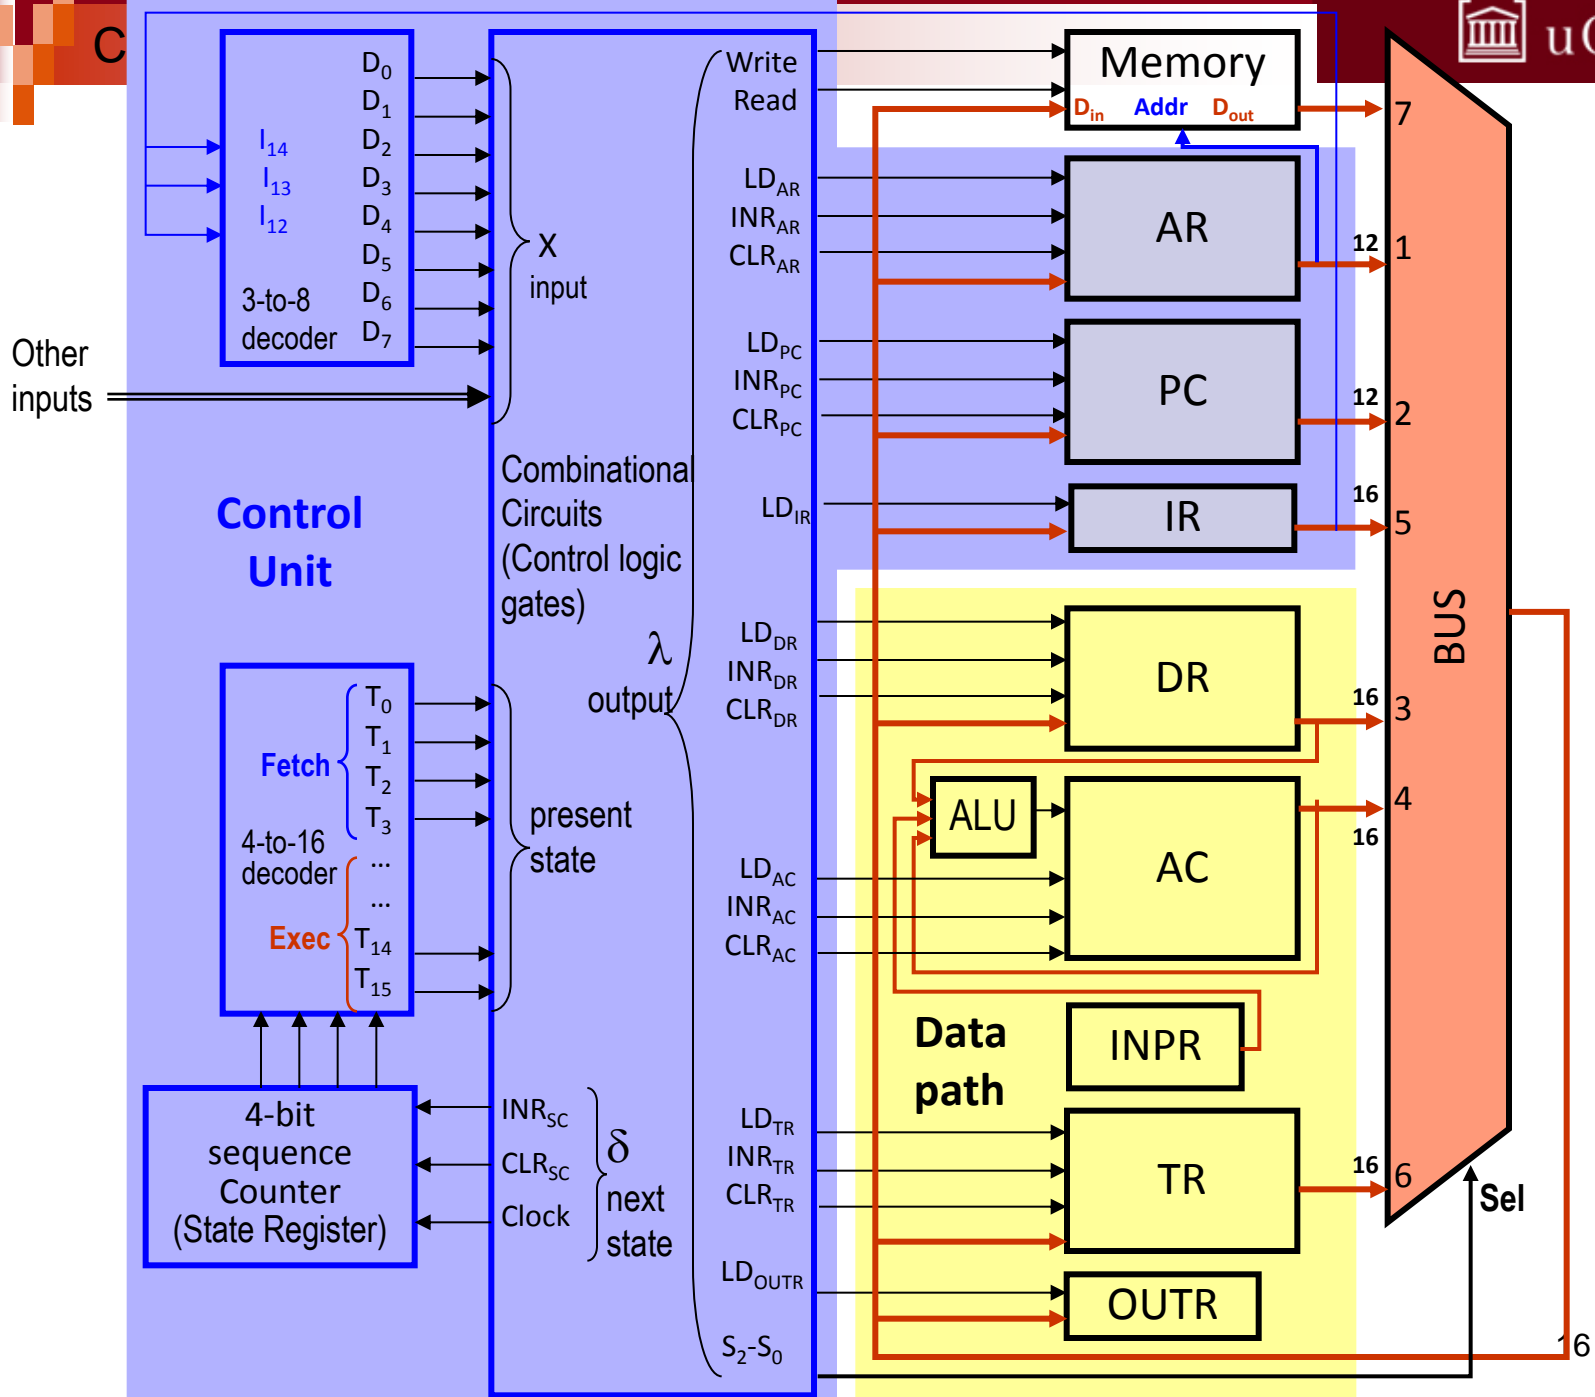 C
uO
D0
D1
D2
D3
D4
D5
D6
D7
I14
I13
I12
3-to-8
decoder
Other
inputs
X
input
Control
Unit
Combinational
Circuits
(Control logic
gates)
λ
output
T0
T1
T2
T3
...
...
T14
T15
Fetch
4-to-16
decoder
Exec
present
state
4-bit
sequence
Counter
(State Register)
INRSC
CLRSC
Clock
δ
next
state
Write
Read
LDAR
INRAR
CLRAR
LDPC
INRPC
CLRPC
LDIR
LDDR
INRDR
CLRDR
LDAC
INRAC
CLRAC
LDTR
INRTR
CLRTR
LDOUTR
S2-S0
Memory
Din Addr Dout
AR
PC
IR
DR
ALU
AC
Data
path
INPR
TR
OUTR
7
12
1
12
2
16
5
16
3
4
16
16
6
BUS
Sel
16